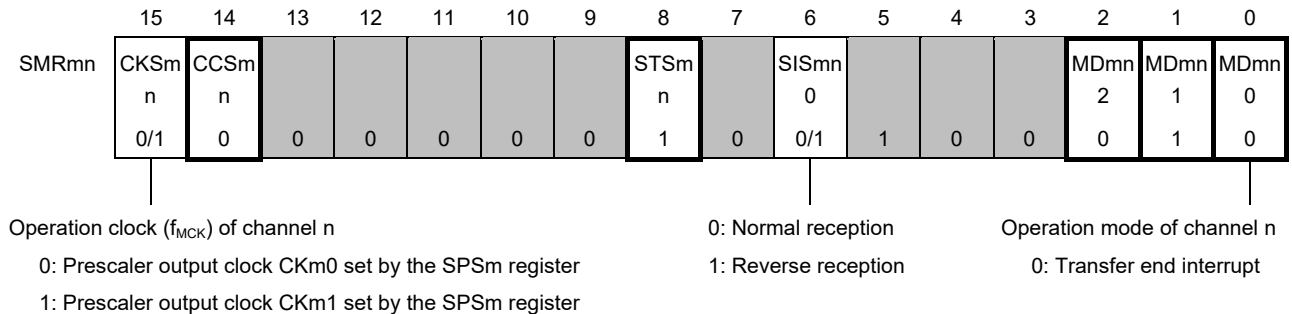 15 14 13 12 11 10 9 8 7 6 5 4 3 2 1 0
SMRmn CKSm CCSm STSm SISmn MDmn MDmn MDmn
n n n 0 2 1 0
0/1 0 0 0 0 0 0 1 0 0/1 1 0 0 0 1 0
Operation clock (fMCK) of channel n 0: Normal reception Operation mode of channel n
0: Prescaler output clock CKm0 set by the SPSm register 1: Reverse reception 0: Transfer end interrupt
1: Prescaler output clock CKm1 set by the SPSm register